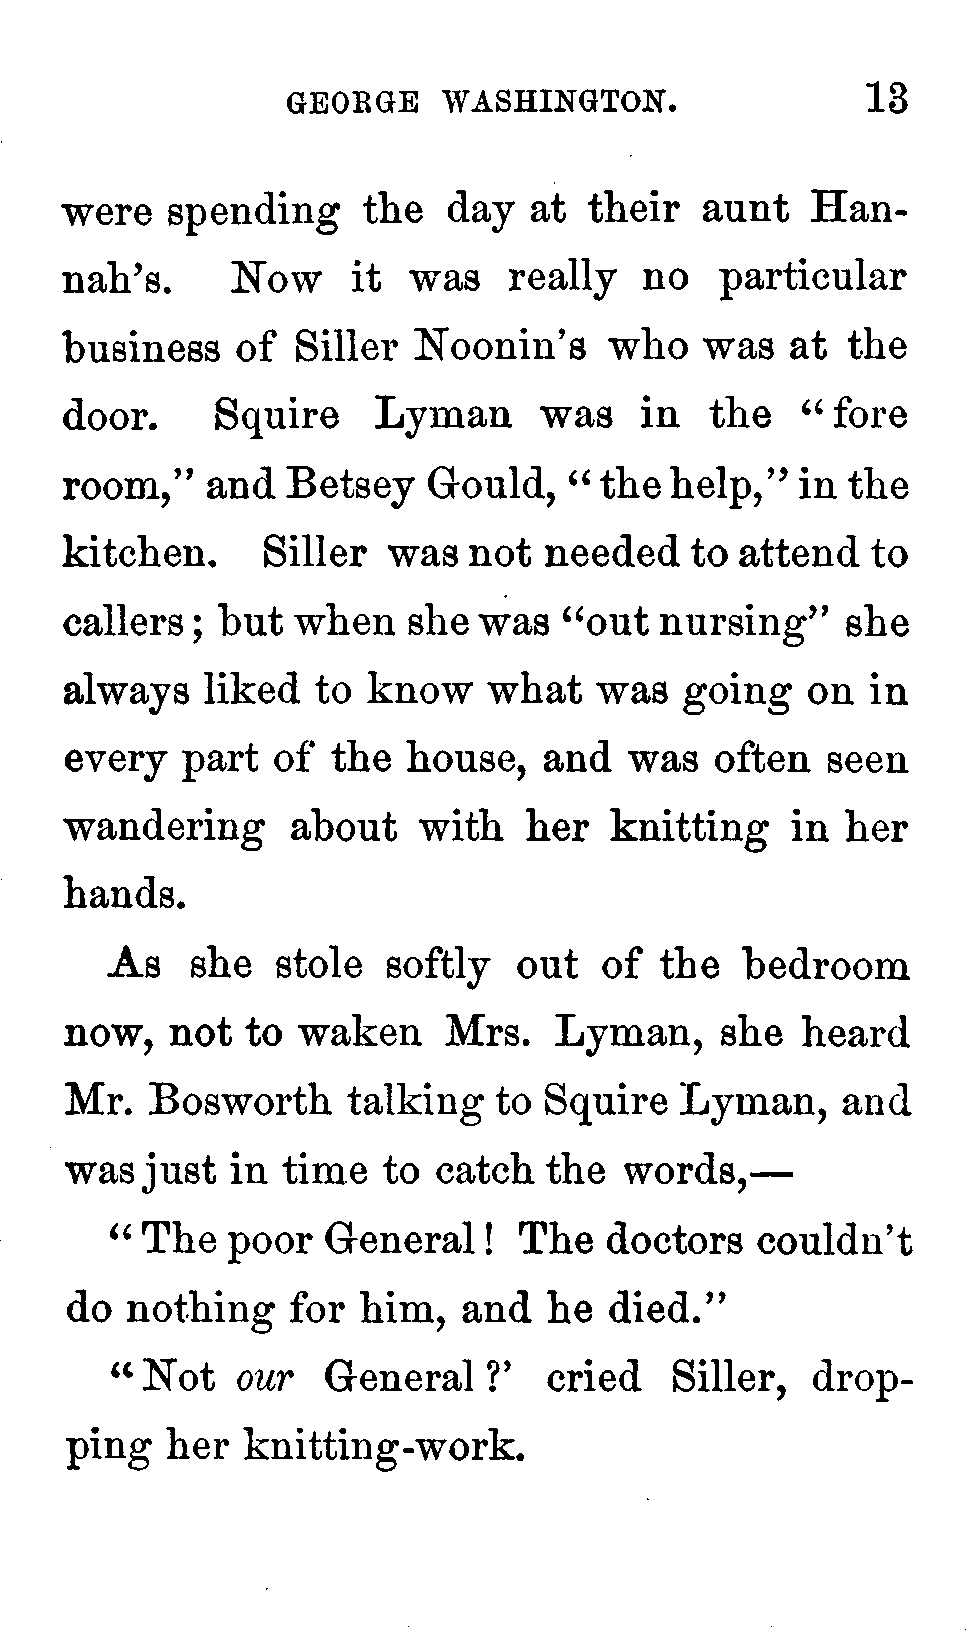 GEORGE WASHINGTON. 13
were spending the day at their aunt Han-
nah's. Now it was really no particular
business of Siller Noonin's who was at the
door. Squire Lyman was in the "fore
room," and Betsey Gould, "the help," in the
kitchen. Siller was not needed to attend to
callers; but when she was "out nursing" she
always liked to know what was going on in
every part of the house, and was often seen
wandering about with her knitting in her
hands.
As she stole softly out of the bedroom
now, not to waken Mrs. Lyman, she heard
Mr. Bosworth talking to Squire Lyman, and
was just in time to catch the words,—
"The poor General! The doctors couldn't
do nothing for him, and he died."
"Not our General?' cried Siller, drop-
ping her knitting-work.